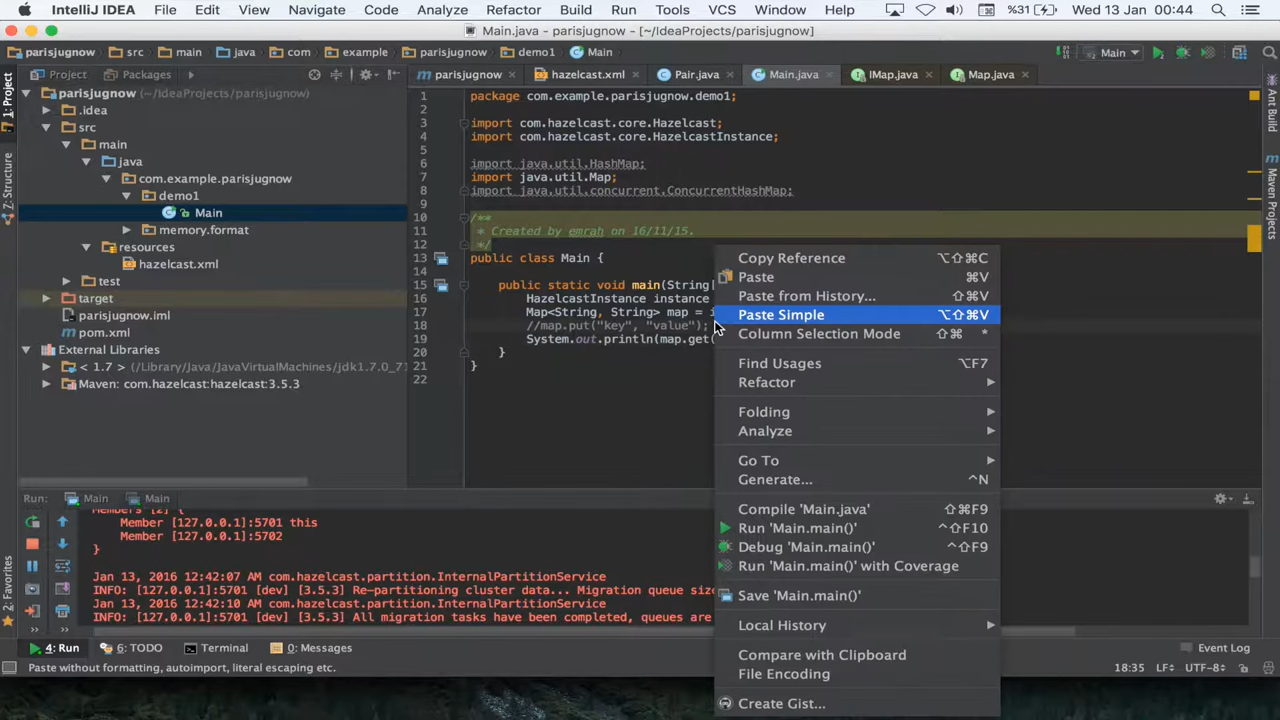 IntelliJ IDEA File Edit View Navigate Code Analyze Refactor Build Run Tools VCS Window Help %31 Wed 13 Jan 00:44
Main.java - parisjugnow - [~/IdeaProjects/parisjugnow]
parisjugnow src main java com example parisjugnow demo1 Main Main
Project Packages parisjugnow hazelcast.xml Pair.java Main.java IMap.java Map.java
1: Project
Z: Structure
2: Favorites
Ant Build
Maven Projects
parisjugnow (~/IdeaProjects/parisjugnow)
.idea
src
main
java
com.example.parisjugnow
demo1
Main
memory.format
resources
hazelcast.xml
test
target
parisjugnow.iml
pom.xml
External Libraries
< 1.7 > (/Library/Java/JavaVirtualMachines/jdk1.7.0_71
Maven: com.hazelcast:hazelcast:3.5.3
1 package com.example.parisjugnow.demo1;
2
3 import com.hazelcast.core.Hazelcast;
4 import com.hazelcast.core.HazelcastInstance;
5
6 import java.util.HashMap;
7 import java.util.Map;
8 import java.util.concurrent.ConcurrentHashMap;
9
10 /**
11 * Created by emrah on 16/11/15.
12 */
13 public class Main {
14
15 public static void main(String[
16 HazelcastInstance instance
17 Map<String, String> map = i
18 //map.put("key", "value");
19 System.out.println(map.get(
20 }
21 }
22
Copy Reference ⌥⇧⌘C
Paste ⌘V
Paste from History... ⇧⌘V
Paste Simple ⌥⇧⌘V
Column Selection Mode ⇧⌘ *
Find Usages ⌥F7
Refactor
Folding
Analyze
Go To
Generate... ^N
Compile 'Main.java' ⇧⌘F9
Run 'Main.main()' ^⇧F10
Debug 'Main.main()' ^⇧F9
Run 'Main.main()' with Coverage
Save 'Main.main()'
Local History
Compare with Clipboard
File Encoding
Create Gist...
Run: Main Main
Members [2] {
Member [127.0.0.1]:5701 this
Member [127.0.0.1]:5702
}
Jan 13, 2016 12:42:07 AM com.hazelcast.partition.InternalPartitionService
INFO: [127.0.0.1]:5701 [dev] [3.5.3] Re-partitioning cluster data... Migration queue size
Jan 13, 2016 12:42:10 AM com.hazelcast.partition.InternalPartitionService
INFO: [127.0.0.1]:5701 [dev] [3.5.3] All migration tasks have been completed, queues are
4: Run 6: TODO Terminal 0: Messages Event Log
Paste without formatting, autoimport, literal escaping etc. 18:35 LF÷ UTF-8÷